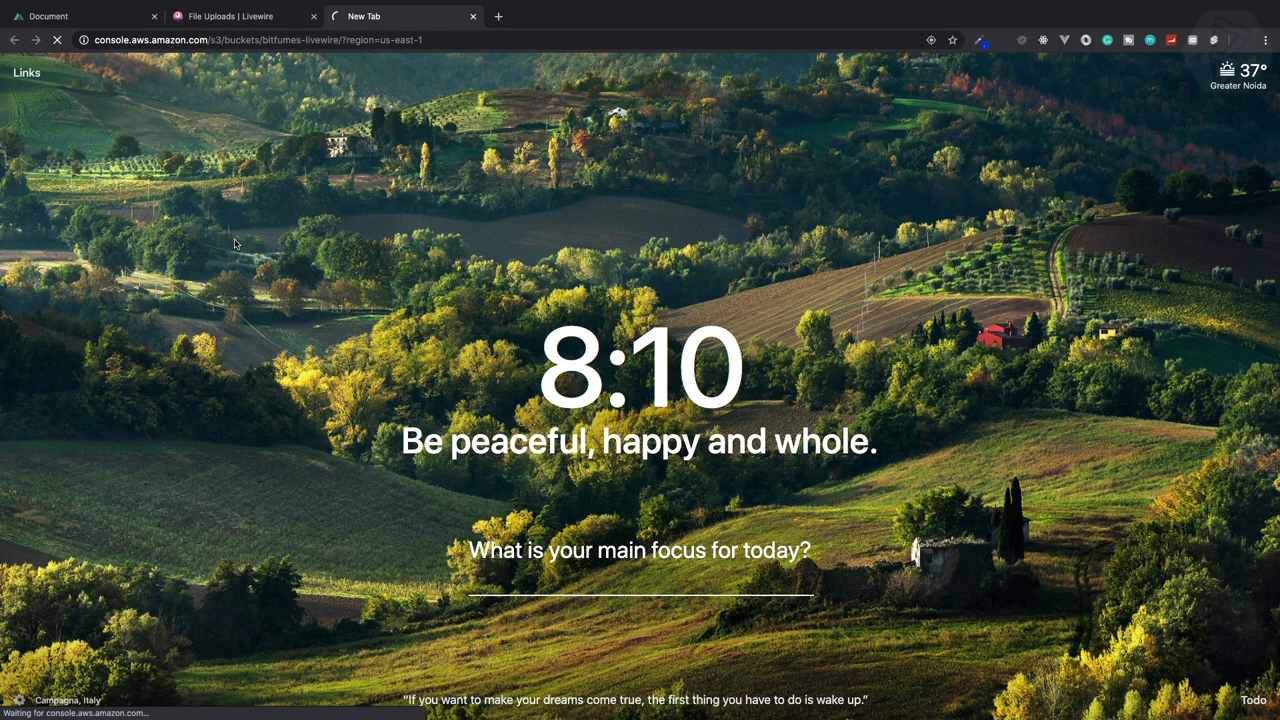 Document
File Uploads | Livewire
New Tab
console.aws.amazon.com/s3/buckets/bitfumes-livewire/?region=us-east-1
Links
37°
Greater Noida
8:10
Be peaceful, happy and whole.
What is your main focus for today?
Campagna, Italy
“If you want to make your dreams come true, the first thing you have to do is wake up.”
Todo
Waiting for console.aws.amazon.com...